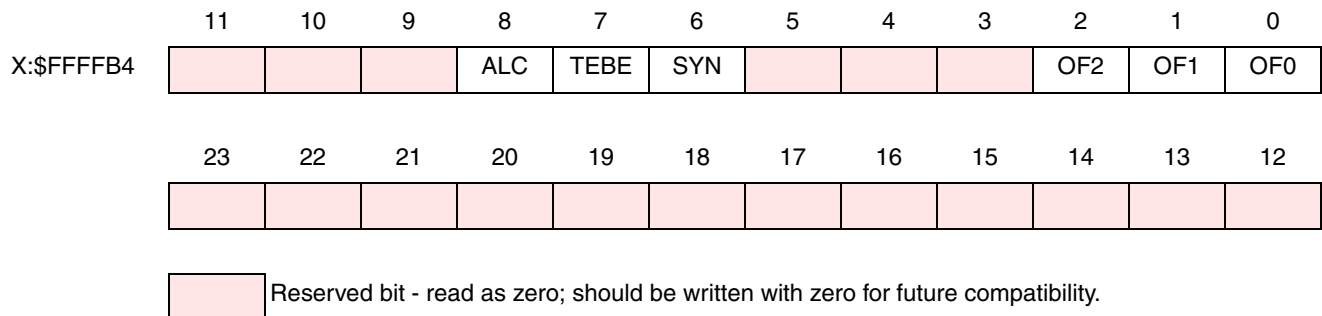 11 10 9 8 7 6 5 4 3 2 1 0
X:$FFFFB4 ALC TEBE SYN OF2 OF1 OF0
23 22 21 20 19 18 17 16 15 14 13 12
Reserved bit - read as zero; should be written with zero for future compatibility.